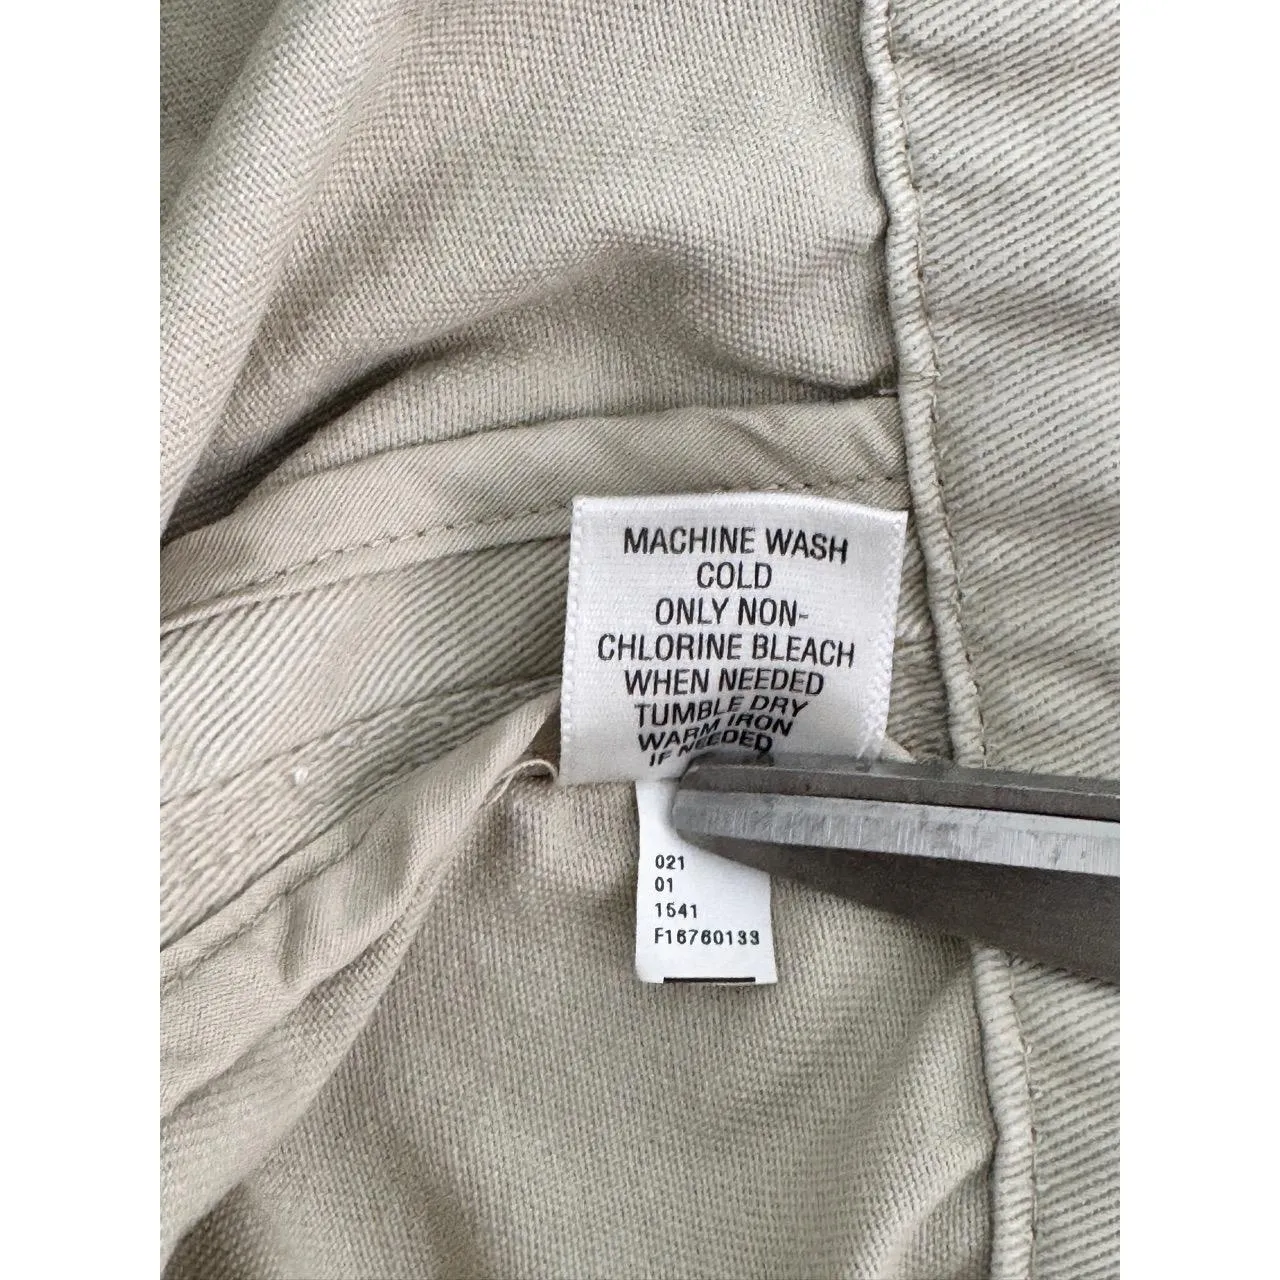 MACHINE WASH
COLD
ONLY NON-
CHLORINE BLEACH
WHEN NEEDED
TUMBLE DRY
WARM IRON
IF NEEDED
021
01
1541
F16760133